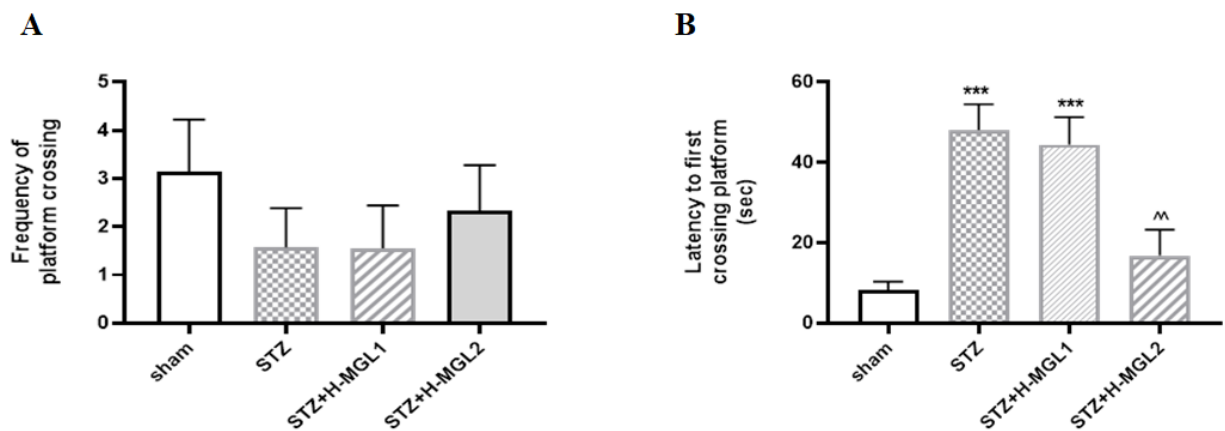 A
Frequency of
platform crossing
5
4
3
2
1
0
sham
STZ
STZ+H-MGL1
STZ+H-MGL2
B
Latency to first
crossing platform
(sec)
60
40
20
0
***
***
^^
sham
STZ
STZ+H-MGL1
STZ+H-MGL2